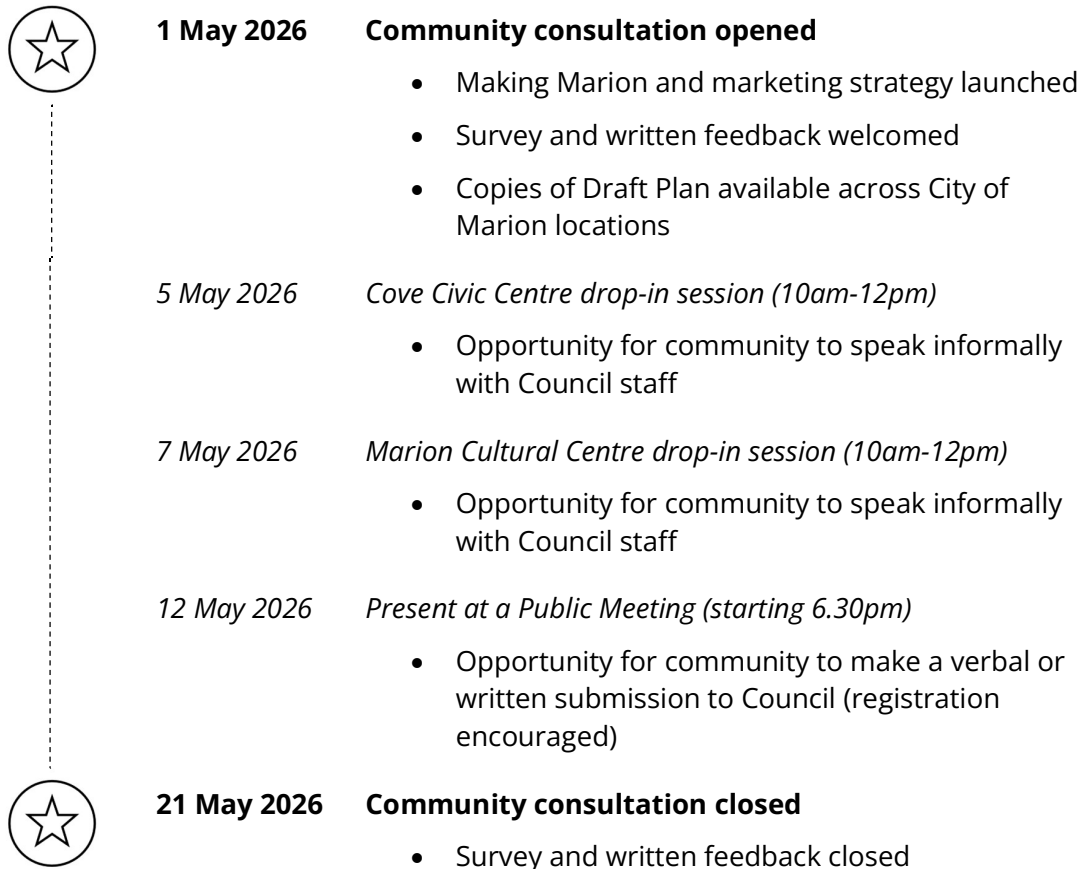 1 May 2026 Community consultation opened
• Making Marion and marketing strategy launched
• Survey and written feedback welcomed
• Copies of Draft Plan available across City of
Marion locations
5 May 2026 Cove Civic Centre drop-in session (10am-12pm)
• Opportunity for community to speak informally
with Council staff
7 May 2026 Marion Cultural Centre drop-in session (10am-12pm)
• Opportunity for community to speak informally
with Council staff
12 May 2026 Present at a Public Meeting (starting 6.30pm)
• Opportunity for community to make a verbal or
written submission to Council (registration
encouraged)
21 May 2026 Community consultation closed
• Survey and written feedback closed